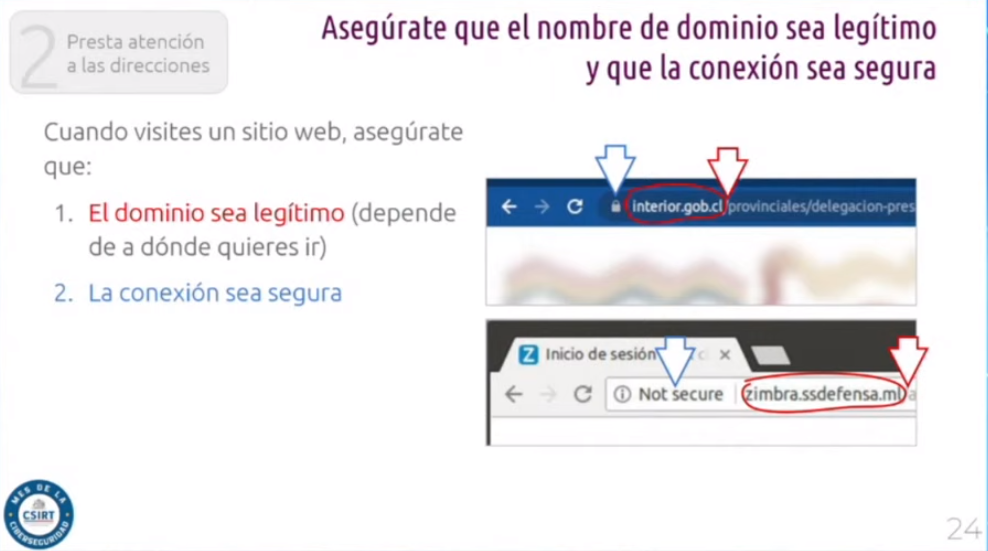 2
Presta atención
a las direcciones
Asegúrate que el nombre de dominio sea legítimo
y que la conexión sea segura
Cuando visites un sitio web, asegúrate
que:
1. El dominio sea legítimo (depende
de a dónde quieres ir)
2. La conexión sea segura
interior.gob.cl/provinciales/delegacion-pres
Inicio de sesión
Not secure
zimbra.ssdefensa.ml
MES DE LA
CSIRT
CIBERSEGURIDAD
24